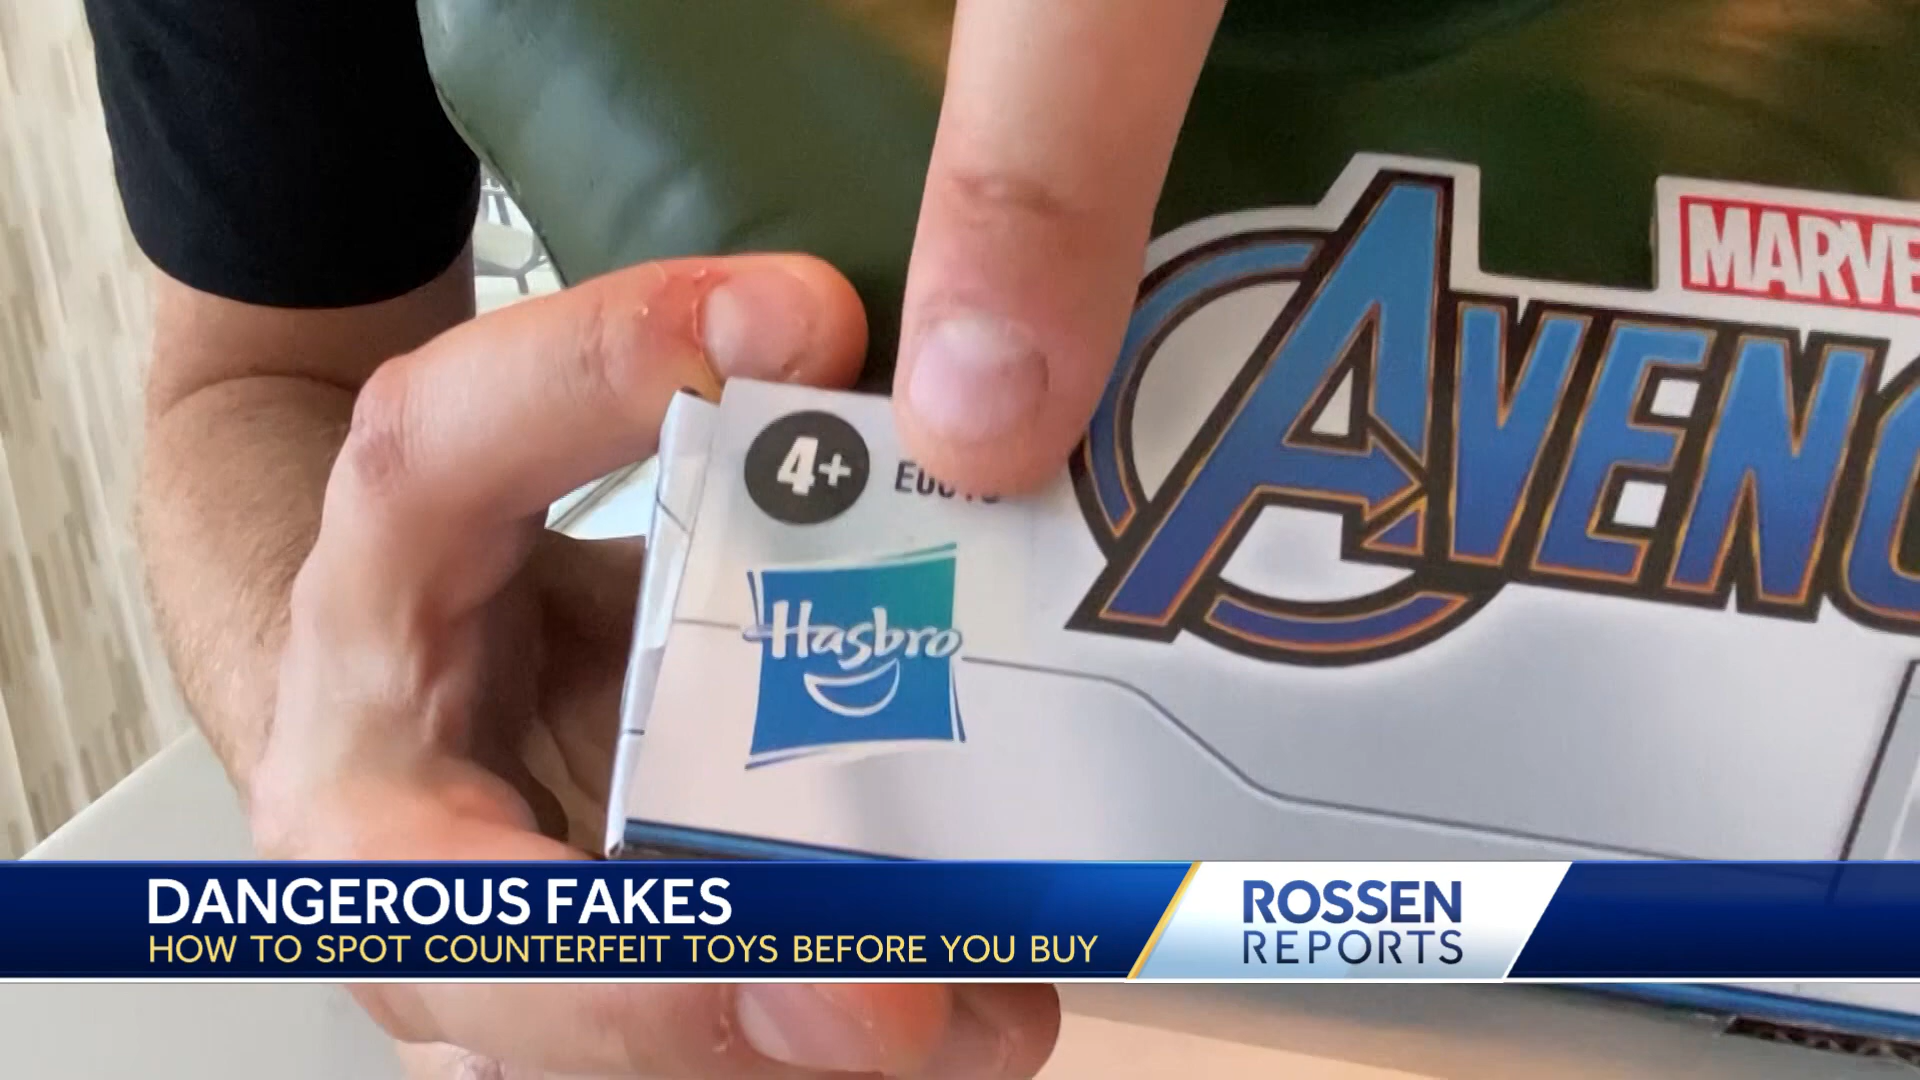 MARVE
AVENG
4+
Hasbro
DANGEROUS FAKES
HOW TO SPOT COUNTERFEIT TOYS BEFORE YOU BUY
ROSSEN
REPORTS